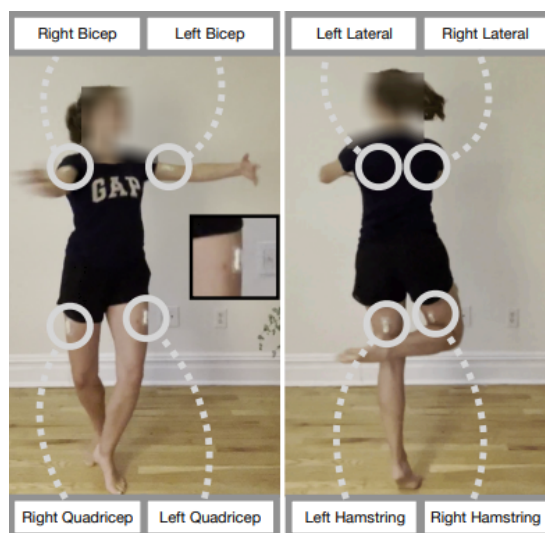 Right Bicep
Left Bicep
Left Lateral
Right Lateral
GAP
Right Quadricep
Left Quadricep
Left Hamstring
Right Hamstring